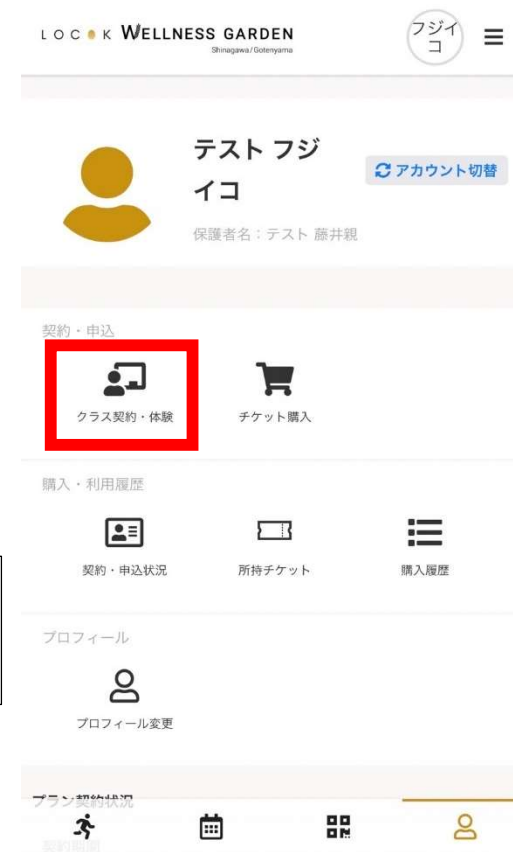 LOC K WELLNESS GARDEN
Shinagawa / Gotenyama
フジイ
コ
テスト フジ
イコ
アカウント切替
保護者名：テスト 藤井親
契約・申込
クラス契約・体験
チケット購入
購入・利用履歴
契約・申込状況
所持チケット
購入履歴
プロフィール
プロフィール変更
プラン契約状況
契約期間